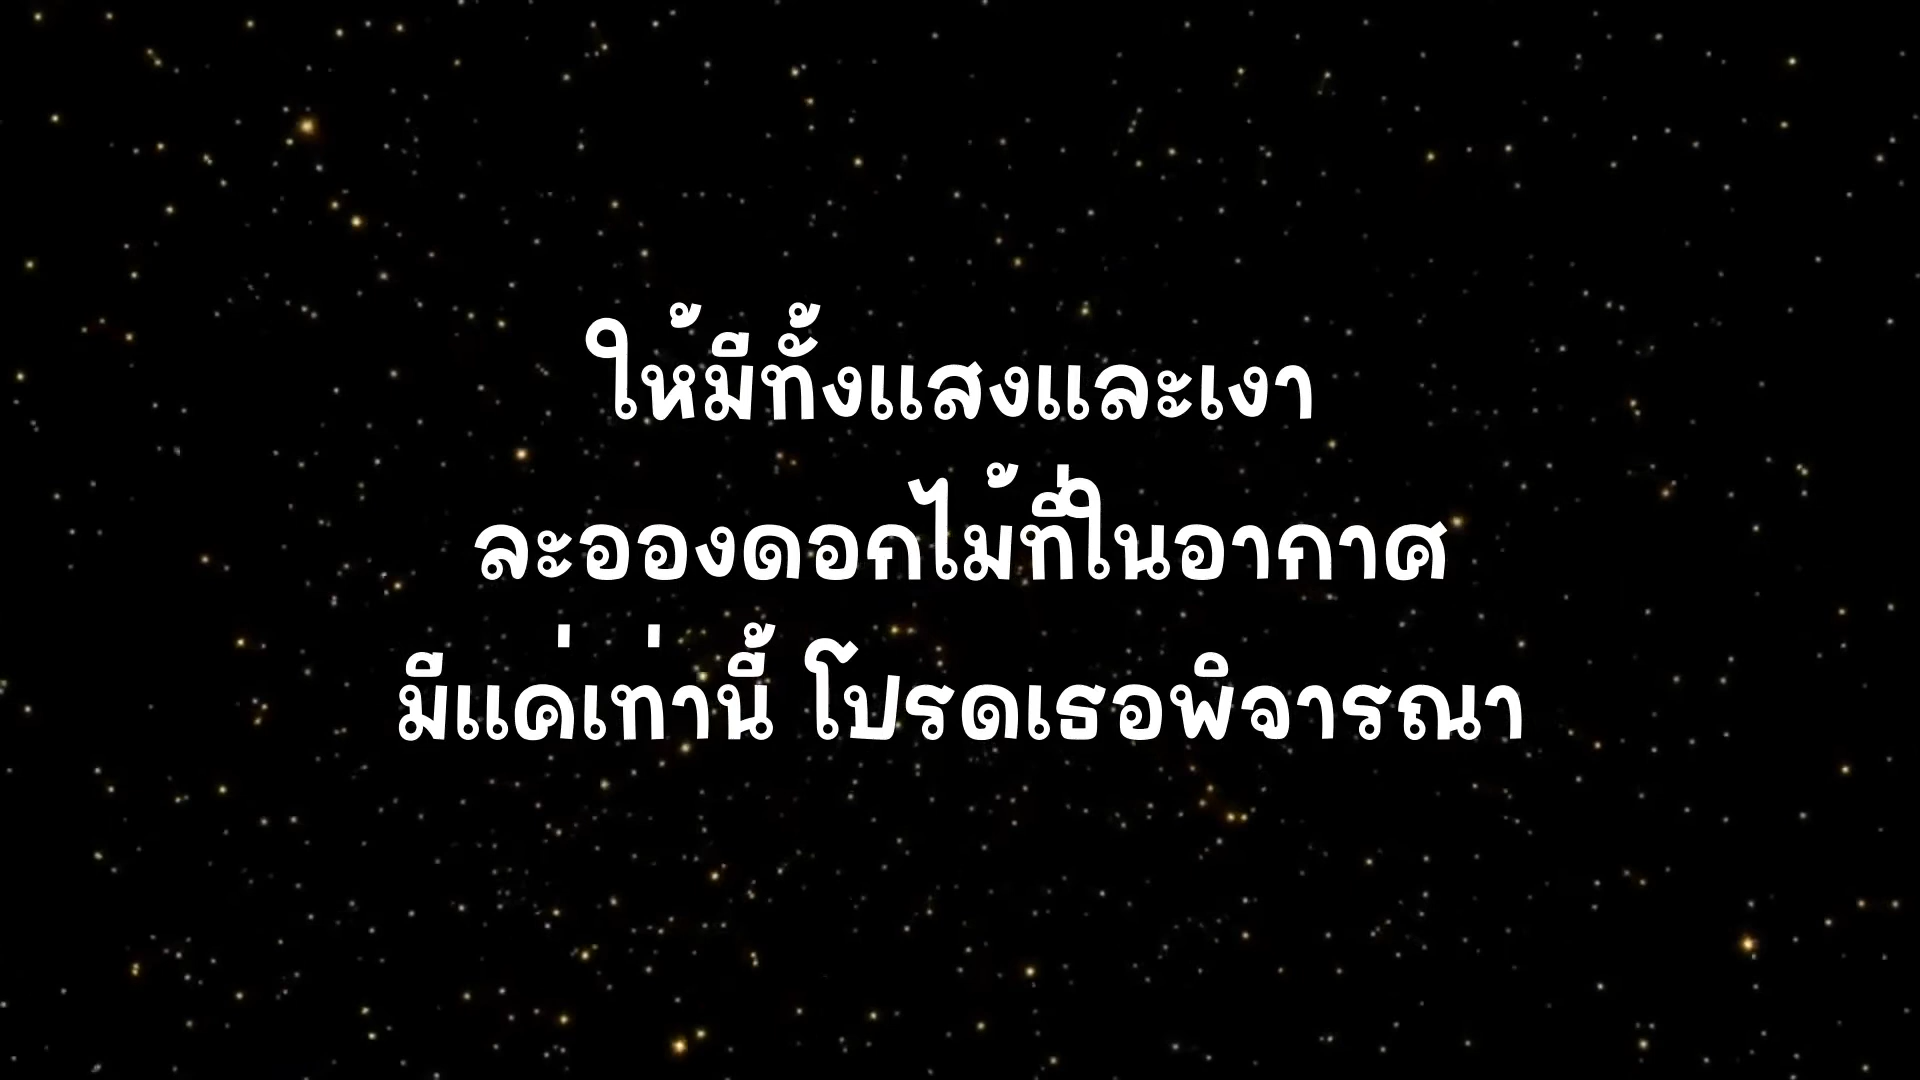 ให้มีทั้งแสงและเงา
ละอองดอกไม้ที่ในอากาศ
มีแค่เท่านี้ โปรดเธอพิจารณา